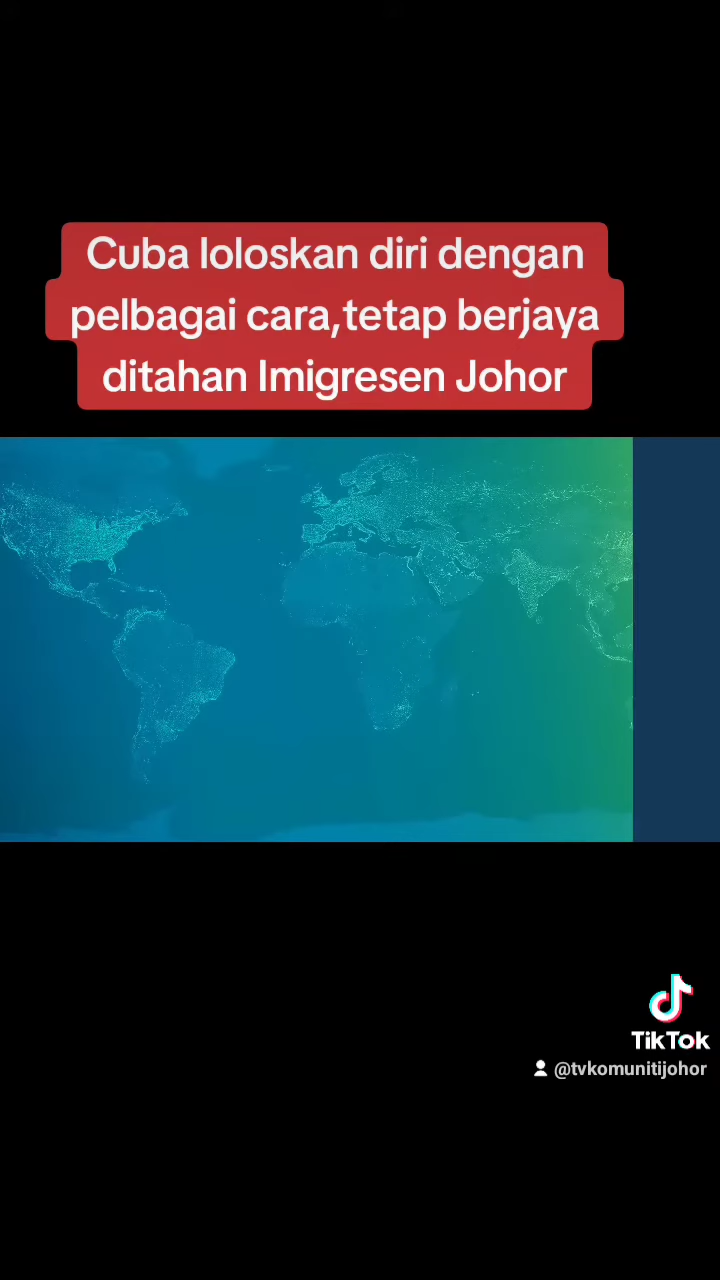 Cuba loloskan diri dengan
pelbagai cara,tetap berjaya
ditahan Imigresen Johor
TikTok
@tvkomunitijohor